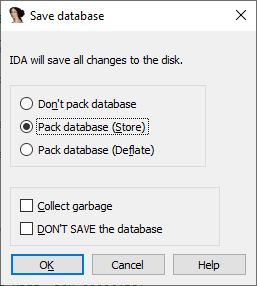 Save database
IDA will save all changes to the disk.
Don't pack database
Pack database (Store)
Pack database (Deflate)
Collect garbage
DON'T SAVE the database
OK
Cancel
Help